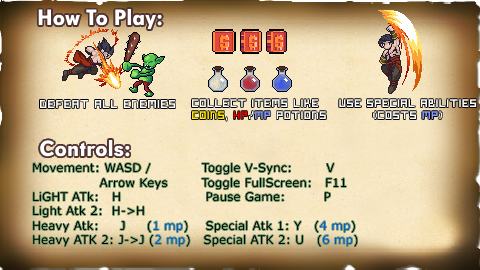 How To Play:
DEFEAT ALL ENEMIES
COLLECT ITEMS LIKE
COINS, HP/MP POTIONS
USE SPECIAL ABILITIES
(COSTS MP)
Controls:
Movement: WASD /
Arrow Keys
LiGHT ATk: H
Light Atk 2: H->H
Heavy Atk: J (1 mp)
Heavy ATK 2: J->J (2 mp)
Toggle V-Sync: V
Toggle FullScreen: F11
Pause Game: P
Special Atk 1: Y (4 mp)
Special ATK 2: U (6 mp)